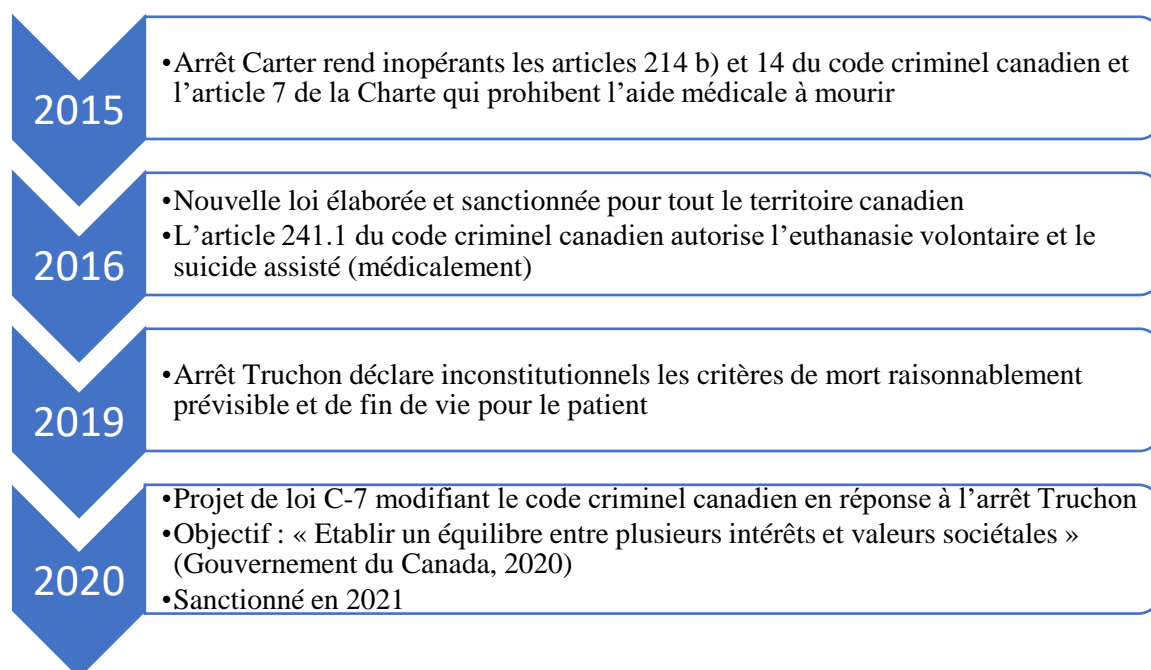 2015
•Arrêt Carter rend inopérants les articles 214 b) et 14 du code criminel canadien et
l’article 7 de la Charte qui prohibent l’aide médicale à mourir
2016
•Nouvelle loi élaborée et sanctionnée pour tout le territoire canadien
•L’article 241.1 du code criminel canadien autorise l’euthanasie volontaire et le
suicide assisté (médicalement)
2019
•Arrêt Truchon déclare inconstitutionnels les critères de mort raisonnablement
prévisible et de fin de vie pour le patient
2020
•Projet de loi C-7 modifiant le code criminel canadien en réponse à l’arrêt Truchon
•Objectif : « Etablir un équilibre entre plusieurs intérêts et valeurs sociétales »
(Gouvernement du Canada, 2020)
•Sanctionné en 2021